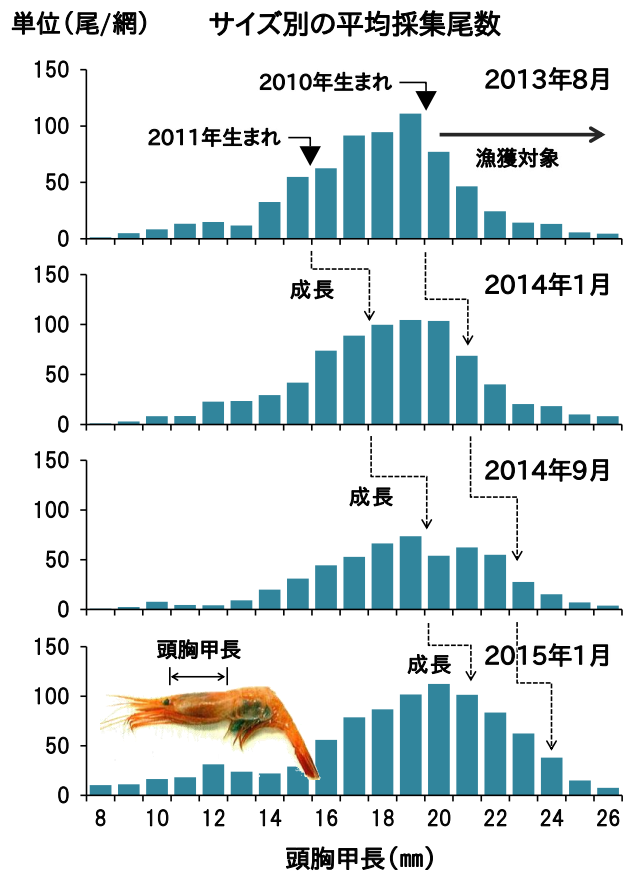 単位(尾/網) サイズ別の平均採集尾数
150
100
50
0
2013年8月
2010年生まれ
2011年生まれ
漁獲対象
150
100
50
0
2014年1月
成長
150
100
50
0
2014年9月
成長
150
100
50
0
2015年1月
頭胸甲長
成長
8 10 12 14 16 18 20 22 24 26
頭胸甲長(㎜)